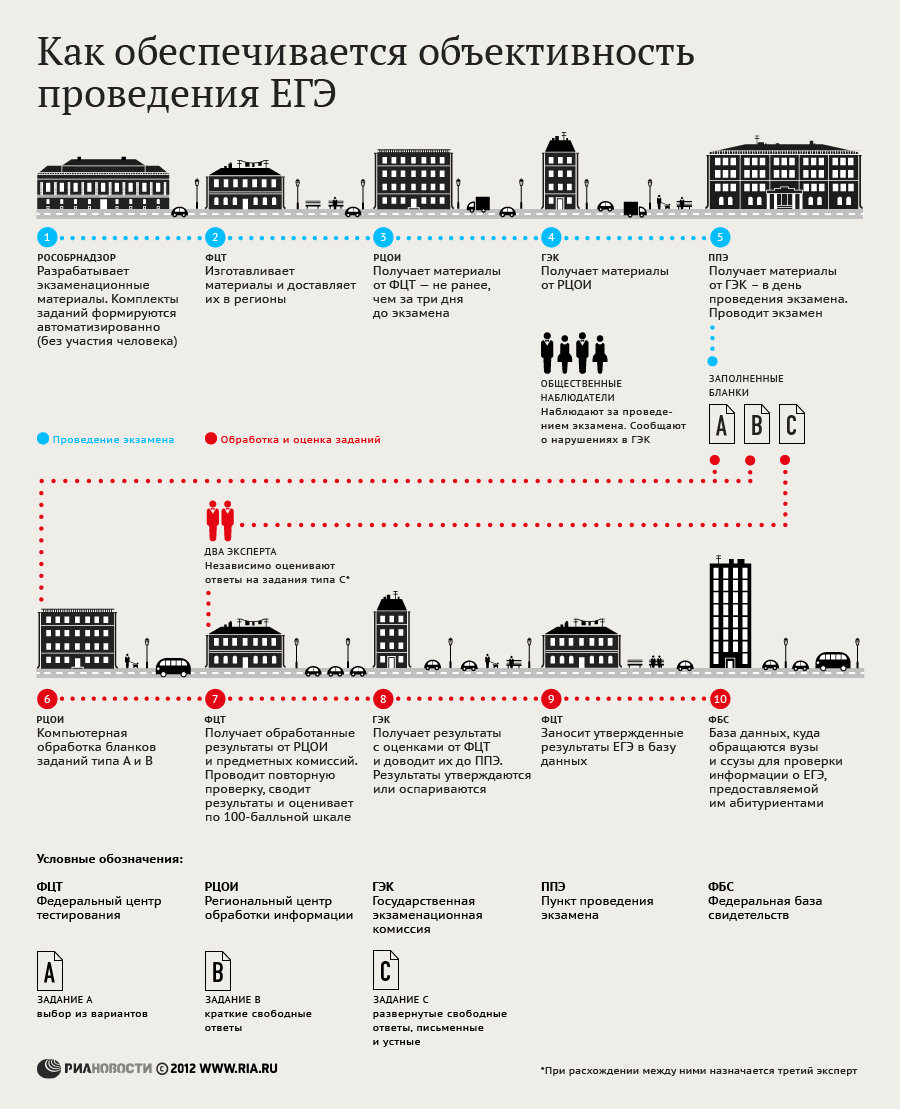 Как обеспечивается объективность
проведения ЕГЭ
1
РОСОБРНАДЗОР
Разрабатывает
экзаменационные
материалы. Комплекты
заданий формируются
автоматизированно
(без участия человека)
2
ФЦТ
Изготавливает
материалы и доставляет
их в регионы
3
РЦОИ
Получает материалы
от ФЦТ — не ранее,
чем за три дня
до экзамена
4
ГЭК
Получает материалы
от РЦОИ
5
ППЭ
Получает материалы
от ГЭК – в день
проведения экзамена.
Проводит экзамен
ОБЩЕСТВЕННЫЕ
НАБЛЮДАТЕЛИ
Наблюдают за проведе-
нием экзамена. Сообщают
о нарушениях в ГЭК
ЗАПОЛНЕННЫЕ
БЛАНКИ
A B C
Проведение экзамена
Обработка и оценка заданий
ДВА ЭКСПЕРТА
Независимо оценивают
ответы на задания типа С*
6
РЦОИ
Компьютерная
обработка бланков
заданий типа А и В
7
ФЦТ
Получает обработанные
результаты от РЦОИ
и предметных комиссий.
Проводит повторную
проверку, сводит
результаты и оценивает
по 100-балльной шкале
8
ГЭК
Получает результаты
с оценками от ФЦТ
и доводит их до ППЭ.
Результаты утверждаются
или оспариваются
9
ФЦТ
Заносит утвержденные
результаты ЕГЭ в базу
данных
10
ФБС
База данных, куда
обращаются вузы
и ссузы для проверки
информации о ЕГЭ,
предоставляемой
им абитуриентами
Условные обозначения:
ФЦТ
Федеральный центр
тестирования
РЦОИ
Региональный центр
обработки информации
ГЭК
Государственная
экзаменационная
комиссия
ППЭ
Пункт проведения
экзамена
ФБС
Федеральная база
свидетельств
A
ЗАДАНИЕ А
выбор из вариантов
B
ЗАДАНИЕ В
краткие свободные
ответы
C
ЗАДАНИЕ С
развернутые свободные
ответы, письменные
и устные
РИАНОВОСТИ © 2012 WWW.RIA.RU
*При расхождении между ними назначается третий эксперт